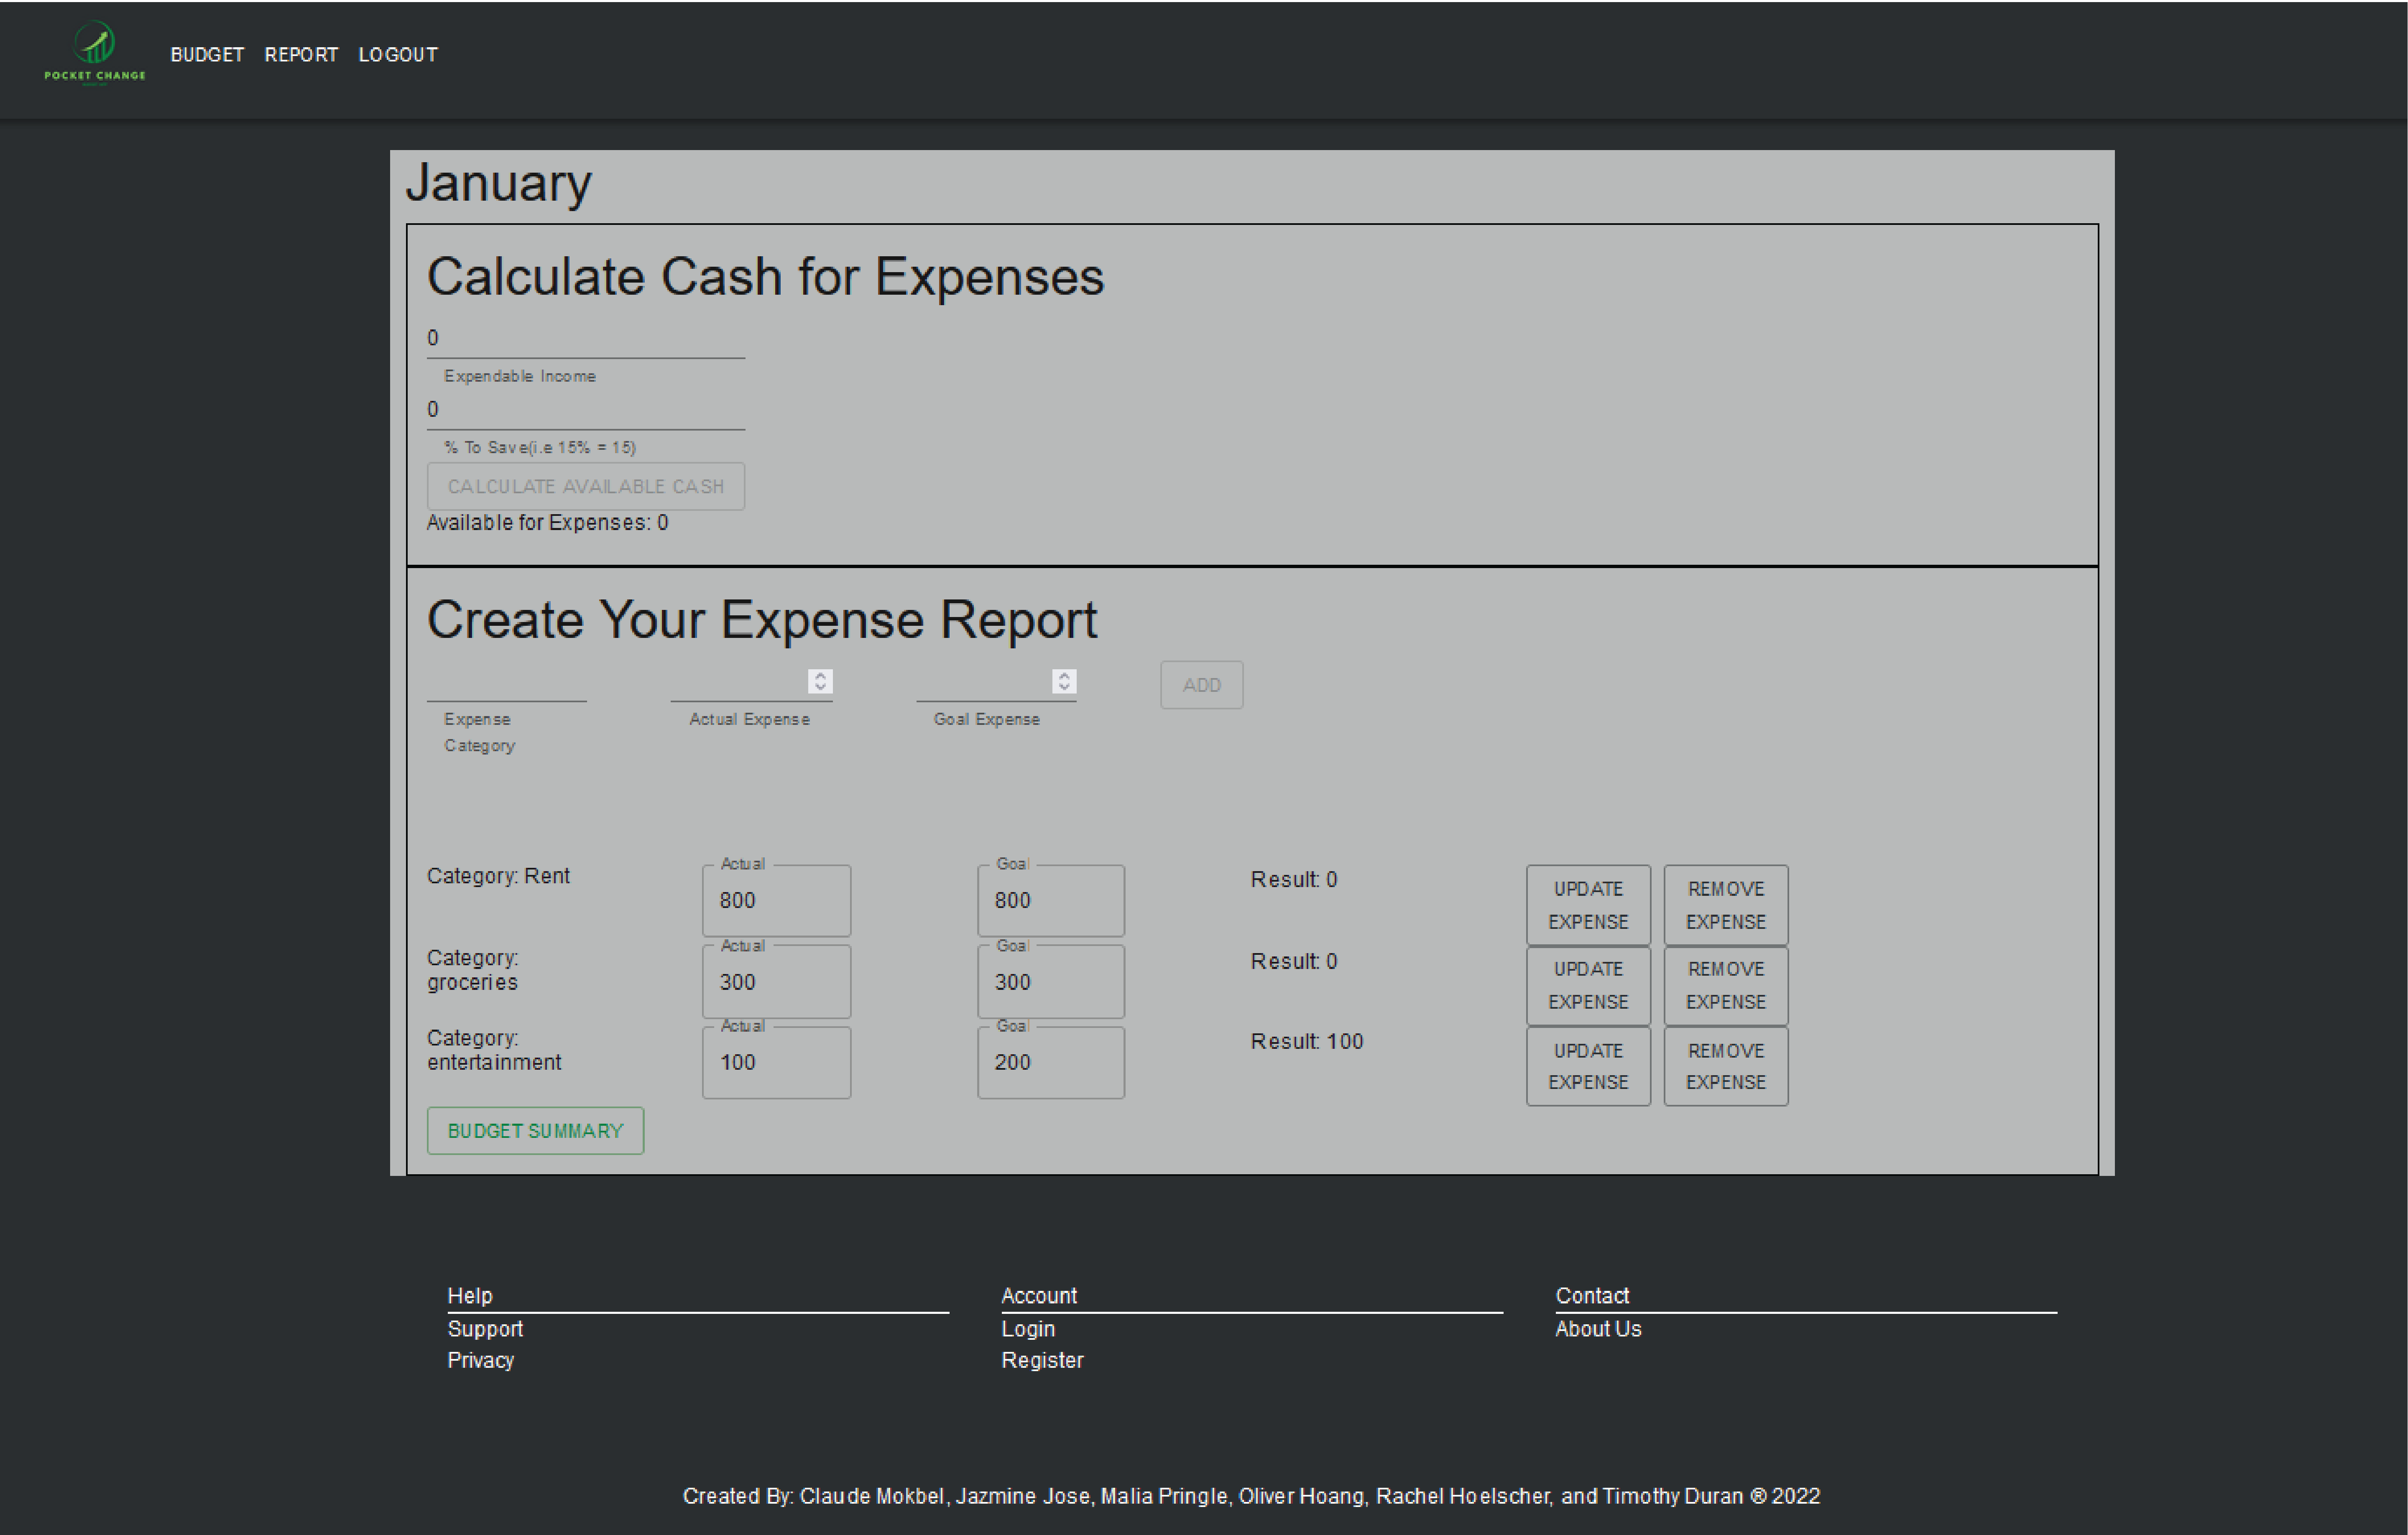 POCKET CHANGE
BUDGET REPORT LOGOUT
January
Calculate Cash for Expenses
0
Expendable Income
0
% To Save(i.e 15% = 15)
CALCULATE AVAILABLE CASH
Available for Expenses: 0
Create Your Expense Report
Expense Category
Actual Expense
Goal Expense
ADD
Category: Rent
Actual
800
Goal
800
Result: 0
UPDATE EXPENSE
REMOVE EXPENSE
Category: groceries
Actual
300
Goal
300
Result: 0
UPDATE EXPENSE
REMOVE EXPENSE
Category: entertainment
Actual
100
Goal
200
Result: 100
UPDATE EXPENSE
REMOVE EXPENSE
BUDGET SUMMARY
Help
Support
Privacy
Account
Login
Register
Contact
About Us
Created By: Claude Mokbel, Jazmine Jose, Malia Pringle, Oliver Hoang, Rachel Hoelscher, and Timothy Duran ® 2022